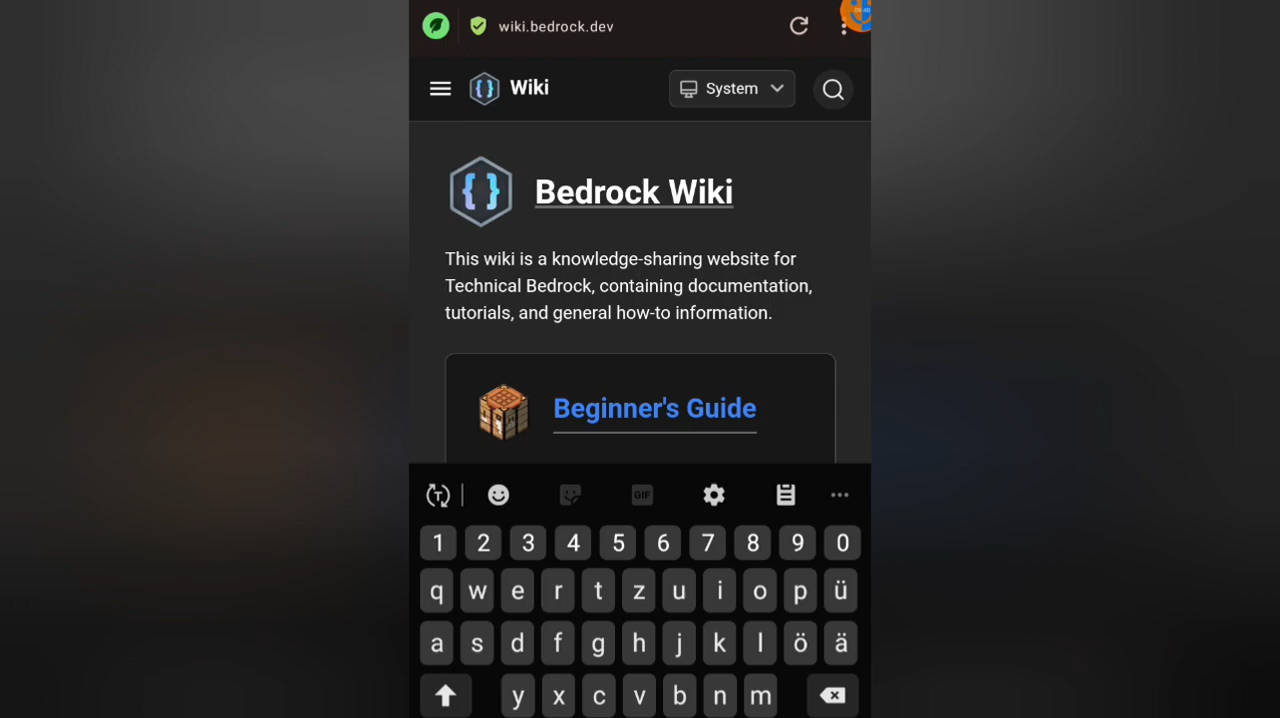 wiki.bedrock.dev
Wiki
System
Bedrock Wiki
This wiki is a knowledge-sharing website for
Technical Bedrock, containing documentation,
tutorials, and general how-to information.
Beginner's Guide
T
GIF
1 2 3 4 5 6 7 8 9 0
q w e r t z u i o p ü
a s d f g h j k l ö ä
y x c v b n m